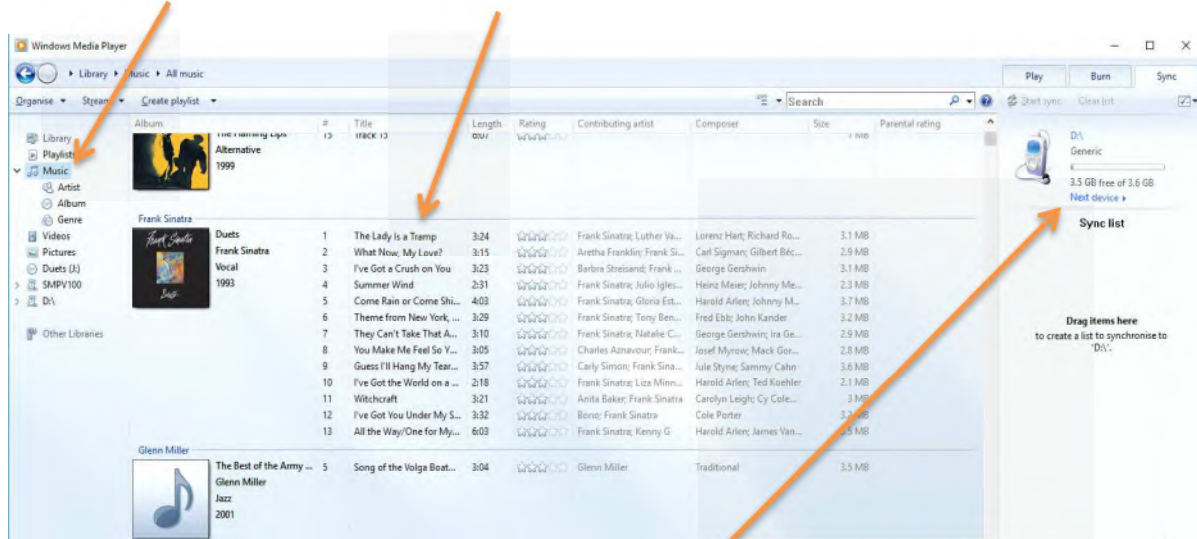 Windows Media Player
Library Music All music
Play Burn Sync
Organise Stream Create playlist Search Start sync Clear list
Album # Title Length Rating Contributing artist Composer Size Parental rating
Library
Playlists
Music
Artist
Album
Genre
Videos
Pictures
Duets (J:)
SMPV100
D:\
Other Libraries
The Flaming Lips 13 Track 13 6:07 7 MB
Alternative
1999
Frank Sinatra
Duets 1 The Lady Is a Tramp 3:24 Frank Sinatra; Luther Va... Lorenz Hart; Richard Ro... 3.1 MB
Frank Sinatra 2 What Now, My Love? 3:15 Aretha Franklin; Frank Si... Carl Sigman; Gilbert Béc... 2.9 MB
Vocal 3 I've Got a Crush on You 3:23 Barbra Streisand; Frank ... George Gershwin 3.1 MB
1993 4 Summer Wind 2:31 Frank Sinatra; Julio Igles... Heinz Meier; Johnny Me... 2.3 MB
5 Come Rain or Come Shi... 4:03 Frank Sinatra; Gloria Est... Harold Arlen; Johnny M... 3.7 MB
6 Theme from New York, ... 3:29 Frank Sinatra; Tony Ben... Fred Ebb; John Kander 3.2 MB
7 They Can't Take That A... 3:10 Frank Sinatra; Natalie C... George Gershwin; Ira Ge... 2.9 MB
8 You Make Me Feel So Y... 3:05 Charles Aznavour; Frank... Josef Myrow; Mack Gor... 2.8 MB
9 Guess I'll Hang My Tear... 3:57 Carly Simon; Frank Sina... Jule Styne; Sammy Cahn 3.6 MB
10 I've Got the World on a ... 2:18 Frank Sinatra; Liza Minn... Harold Arlen; Ted Koehler 2.1 MB
11 Witchcraft 3:21 Anita Baker; Frank Sinatra Carolyn Leigh; Cy Cole... 3 MB
12 I've Got You Under My S... 3:32 Bono; Frank Sinatra Cole Porter
13 All the Way/One for My... 6:03 Frank Sinatra; Kenny G Harold Arlen; James Van...
Frank Sinatra
Duets
Glenn Miller
The Best of the Army ... 5 Song of the Volga Boat... 3:04 Glenn Miller Traditional 3.5 MB
Glenn Miller
Jazz
2001
D:\
Generic
3.5 GB free of 3.6 GB
Next device
Sync list
Drag items here
to create a list to synchronise to
'D:\'.